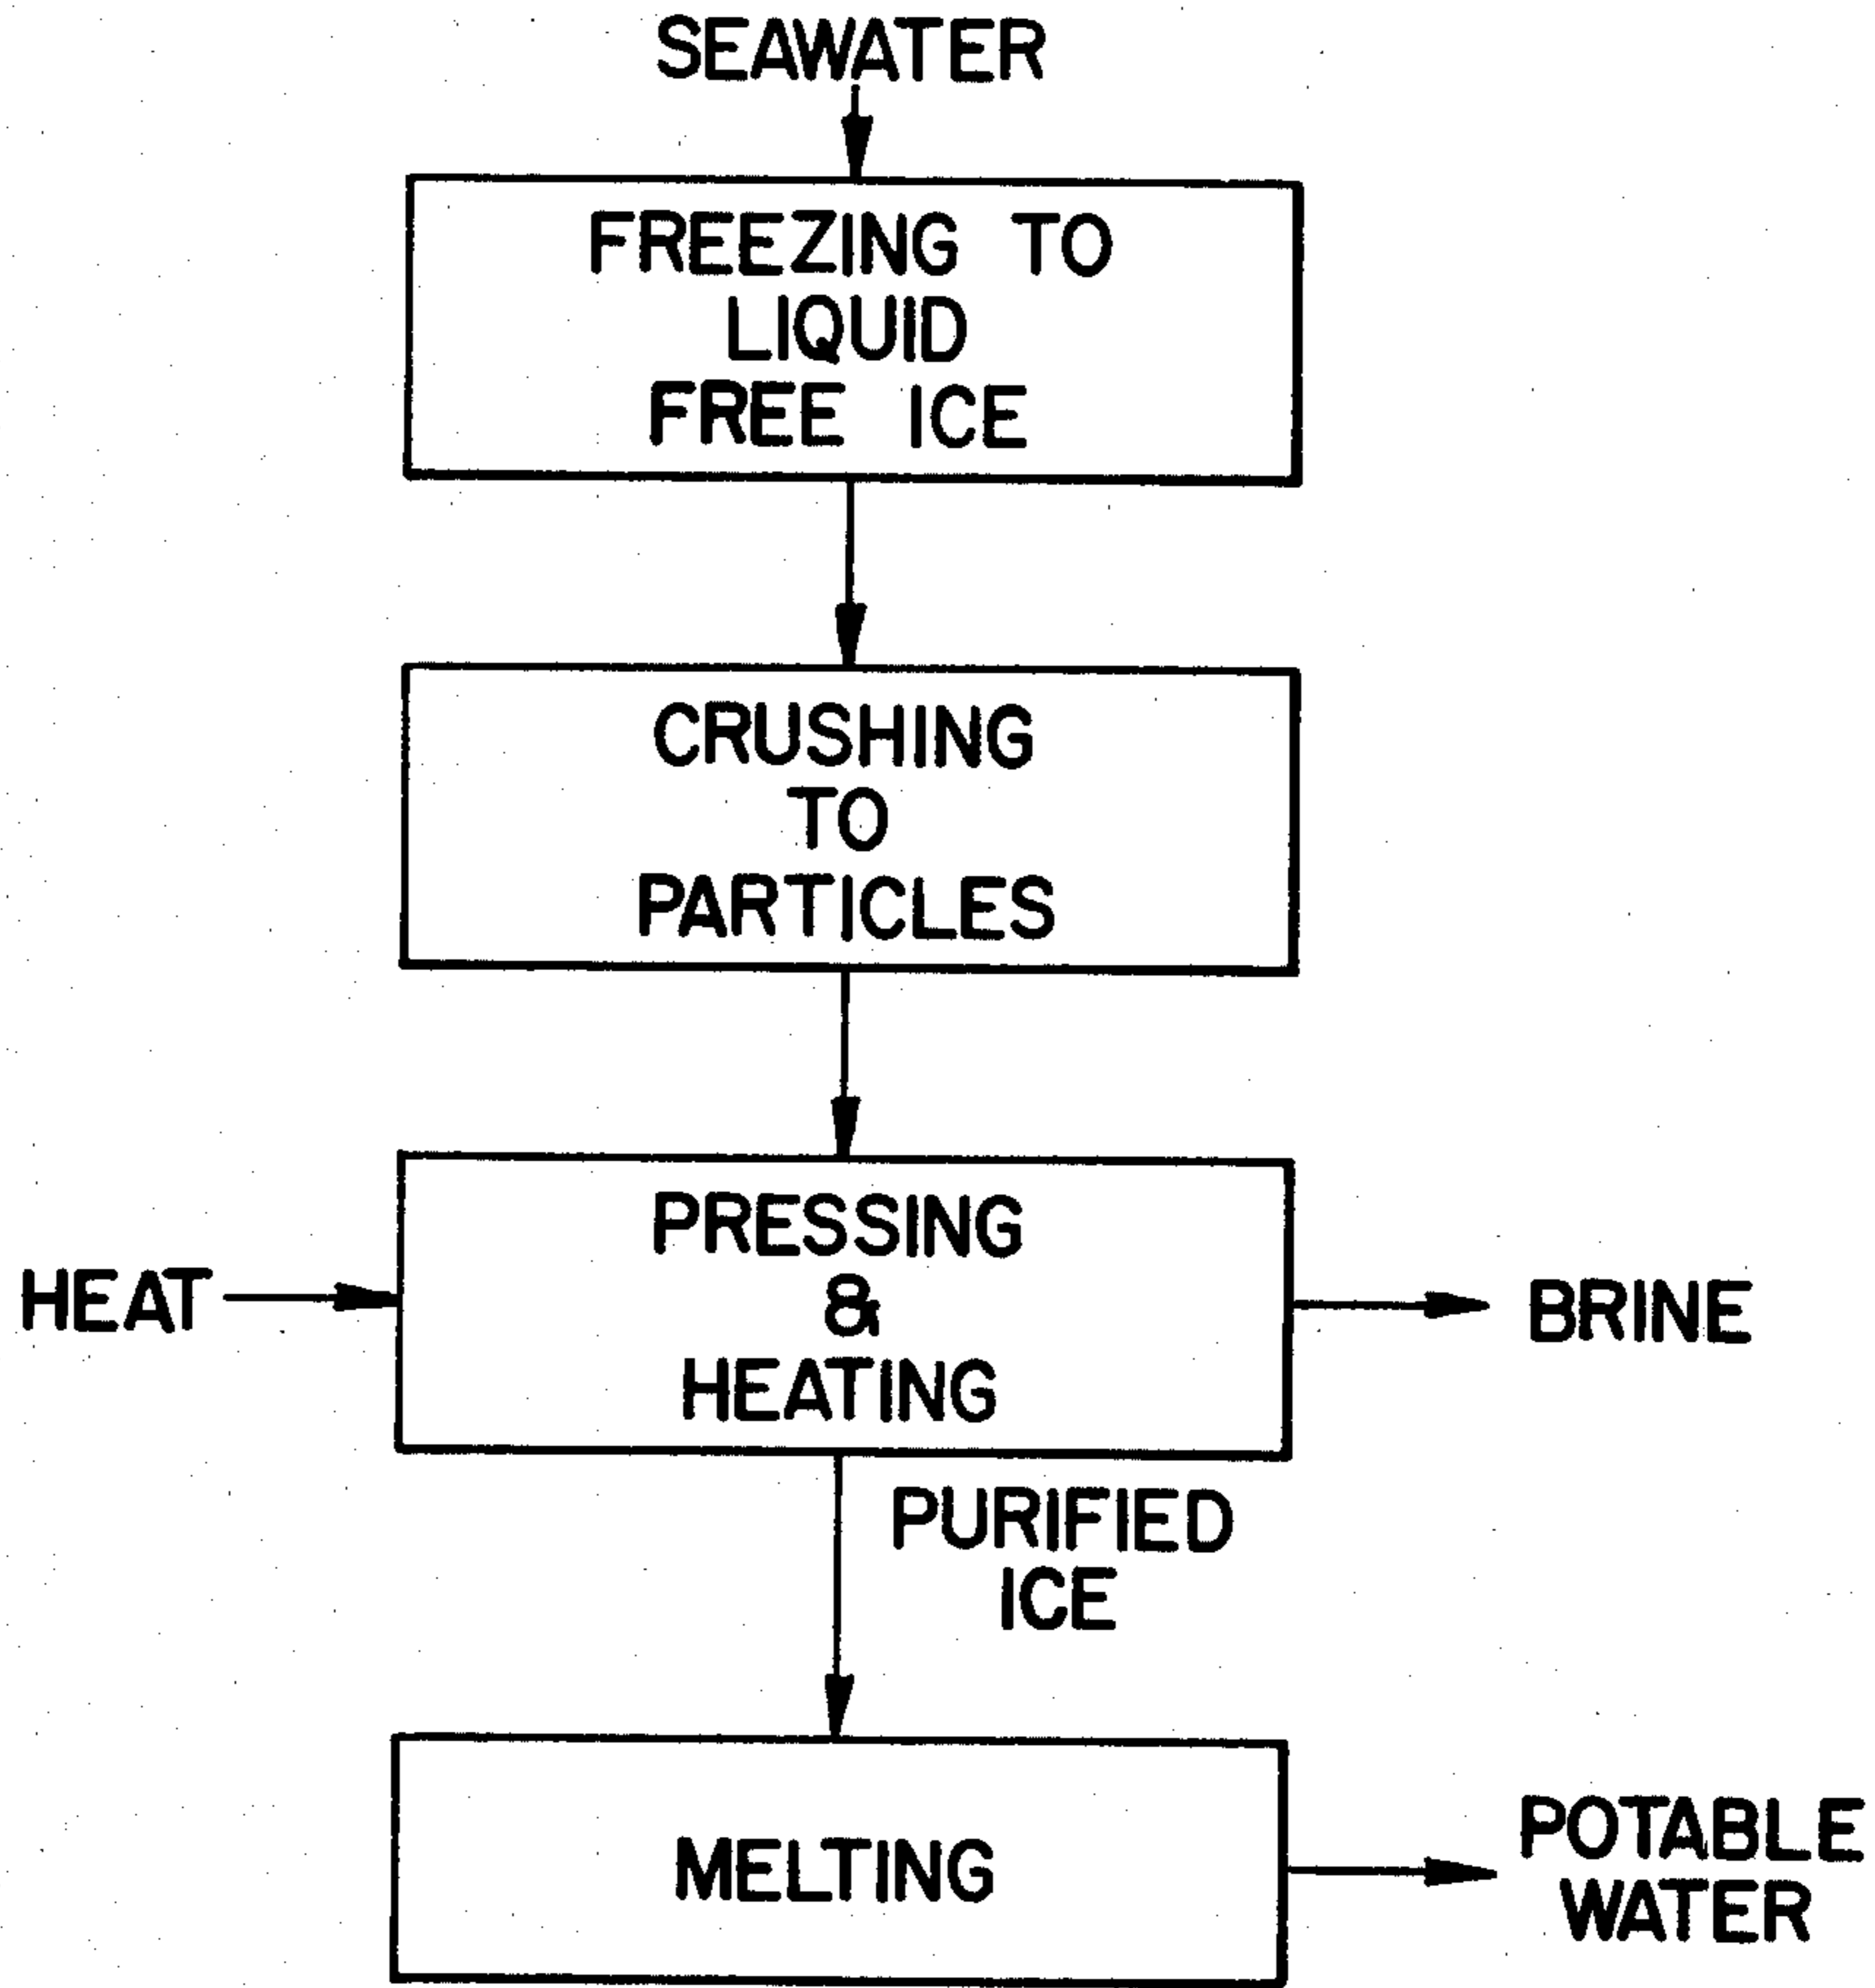 SEAWATER
FREEZING TO
LIQUID
FREE ICE
CRUSHING
TO
PARTICLES
PRESSING
&
HEATING
HEAT
BRINE
PURIFIED
ICE
MELTING
POTABLE
WATER